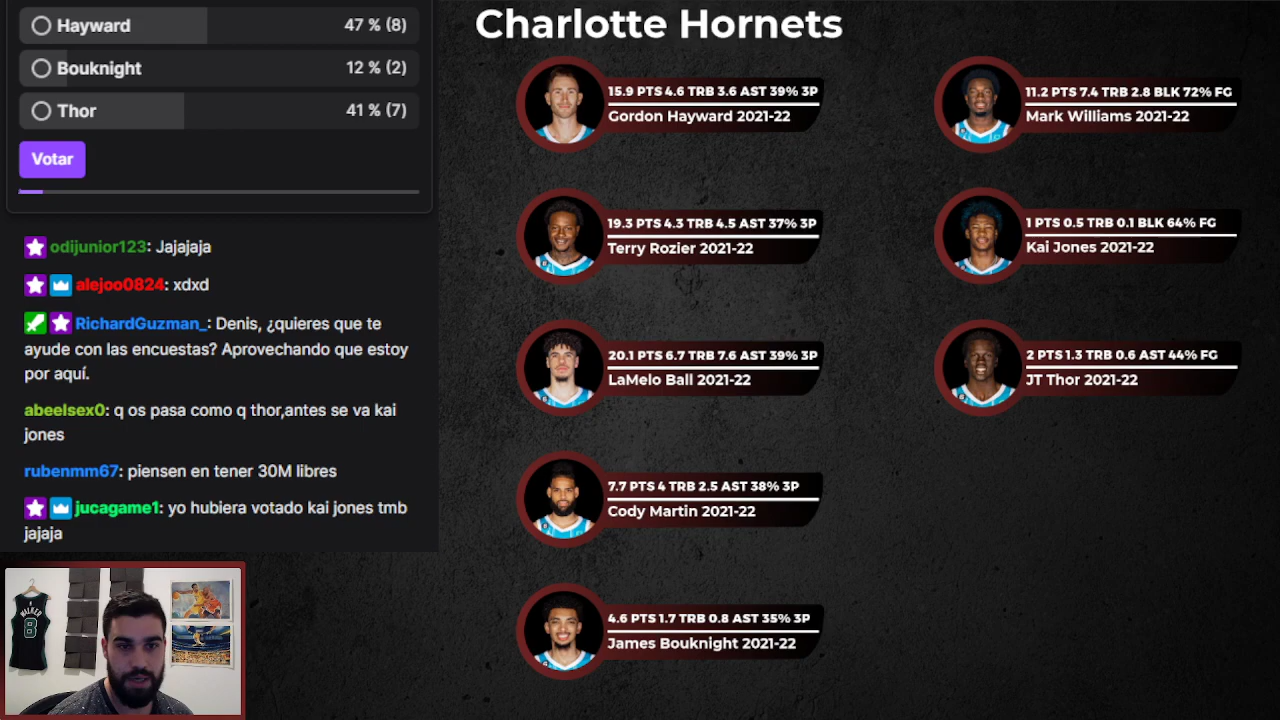 Hayward 47 % (8)
Bouknight 12 % (2)
Thor 41 % (7)
Votar
odijunior123: Jajajaja
alejoo0824: xdxd
RichardGuzman_: Denis, ¿quieres que te
ayude con las encuestas? Aprovechando que estoy
por aquí.
abeelsex0: q os pasa como q thor,antes se va kai
jones
rubenmm67: piensen en tener 30M libres
jucagame1: yo hubiera votado kai jones tmb
jajaja
WALKER
8
Charlotte Hornets
15.9 PTS 4.6 TRB 3.6 AST 39% 3P
Gordon Hayward 2021-22
19.3 PTS 4.3 TRB 4.5 AST 37% 3P
Terry Rozier 2021-22
20.1 PTS 6.7 TRB 7.6 AST 39% 3P
LaMelo Ball 2021-22
7.7 PTS 4 TRB 2.5 AST 38% 3P
Cody Martin 2021-22
4.6 PTS 1.7 TRB 0.8 AST 35% 3P
James Bouknight 2021-22
11.2 PTS 7.4 TRB 2.8 BLK 72% FG
Mark Williams 2021-22
1 PTS 0.5 TRB 0.1 BLK 64% FG
Kai Jones 2021-22
2 PTS 1.3 TRB 0.6 AST 44% FG
JT Thor 2021-22